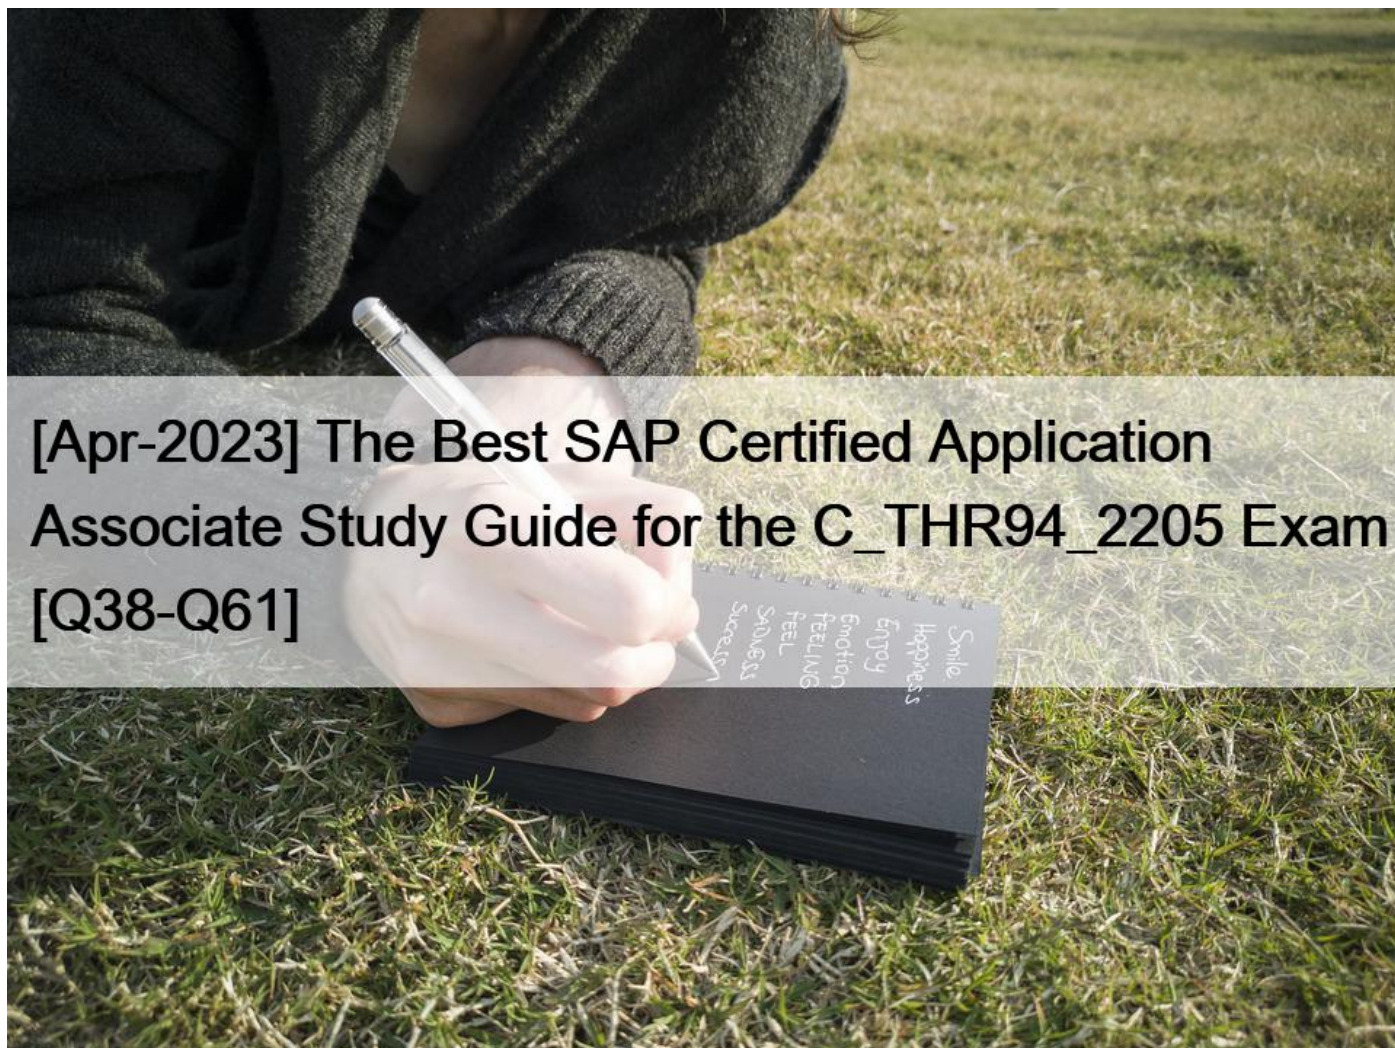 [Apr-2023] The Best SAP Certified Application
Associate Study Guide for the C_THR94_2205 Exam
[Q38-Q61]
Smile
Happiness
Enjoy
Emotion
FEELING
FEEL
SADNESS
Success